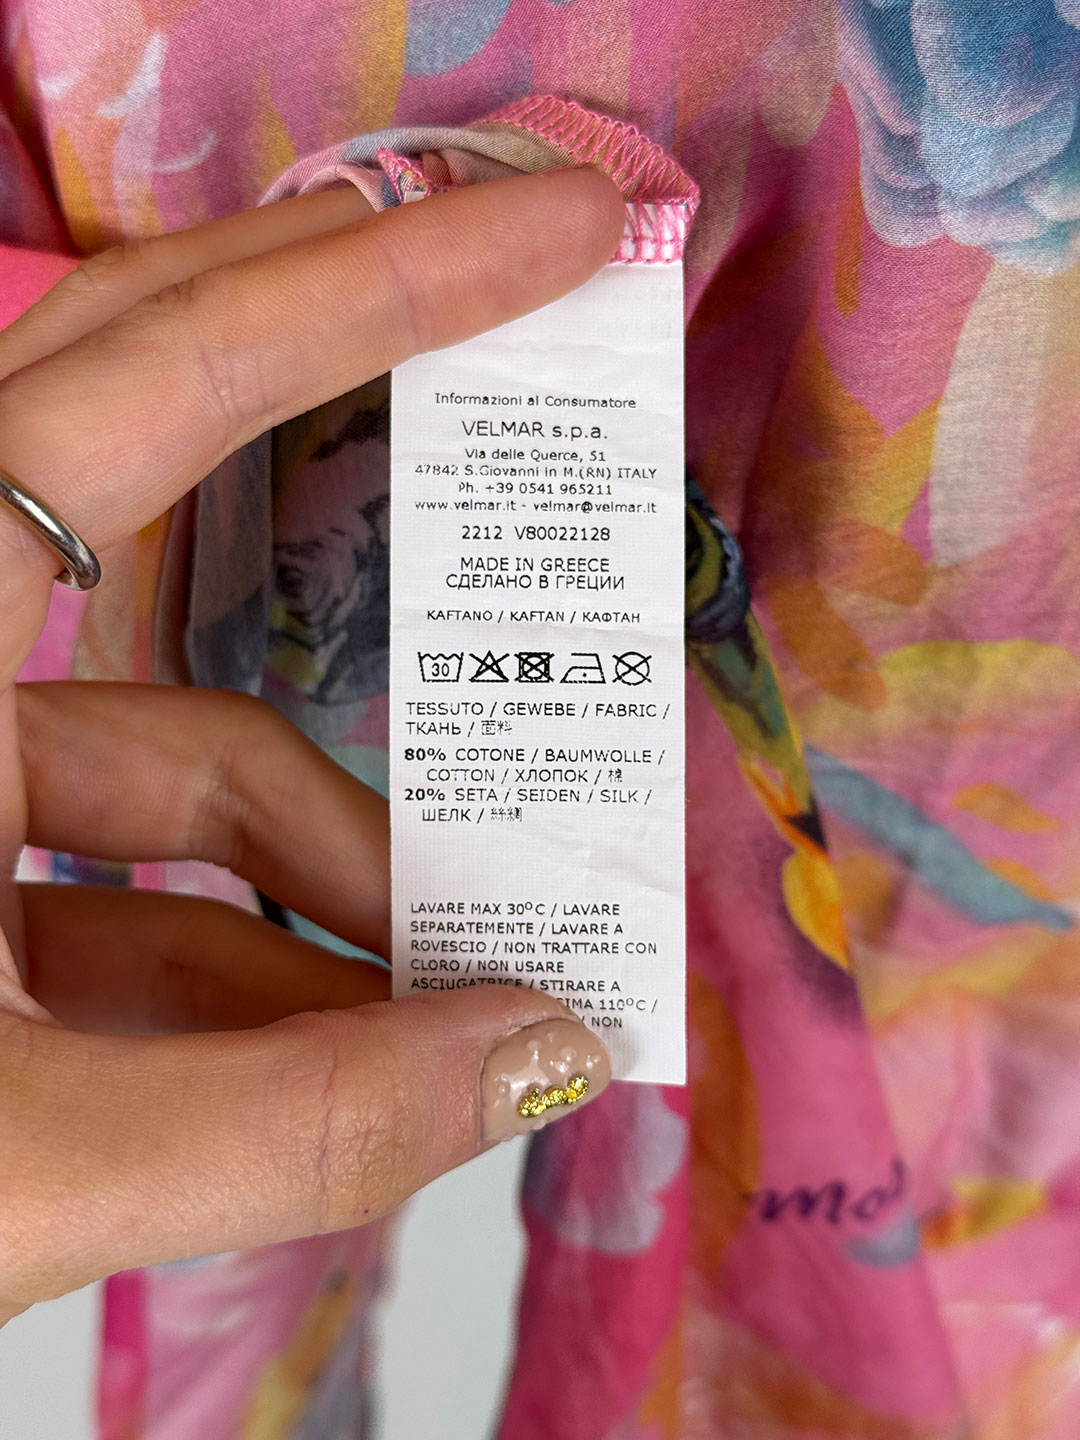 Informazioni al Consumatore
VELMAR s.p.a.
Via delle Querce, 51
47842 S.Giovanni in M.(RN) ITALY
Ph. +39 0541 965211
www.velmar.it - velmar@velmar.it
2212 V80022128
MADE IN GREECE
СДЕЛАНО В ГРЕЦИИ
KAFTANO / KAFTAN / КАФТАН
30
TESSUTO / GEWEBE / FABRIC /
ТКАНЬ / 面料
80% COTONE / BAUMWOLLE /
COTTON / ХЛОПОК / 棉
20% SETA / SEIDEN / SILK /
ШЕЛК / 絲綢
LAVARE MAX 30°C / LAVARE
SEPARATEMENTE / LAVARE A
ROVESCIO / NON TRATTARE CON
CLORO / NON USARE
ASCIUGATRICE / STIRARE A
110°C /
/ NON